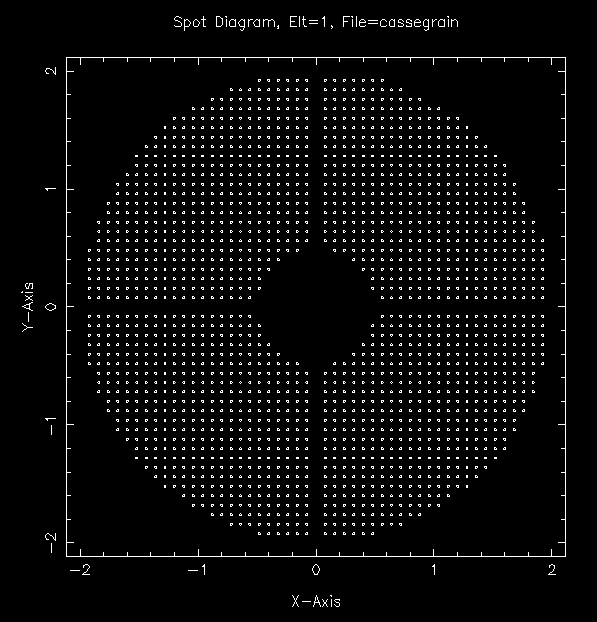 Spot Diagram, Elt=1, File=cassegrain
2
1
0
-1
-2
Y-Axis
-2 -1 0 1 2
X-Axis